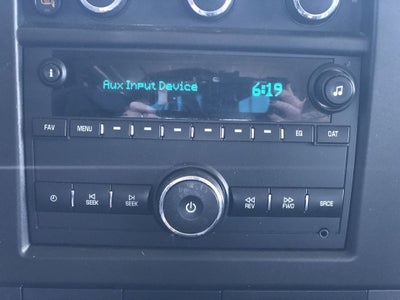 Aux Input Device 6:19
FAV MENU EQ CAT
SEEK SEEK REV FWD SRCE